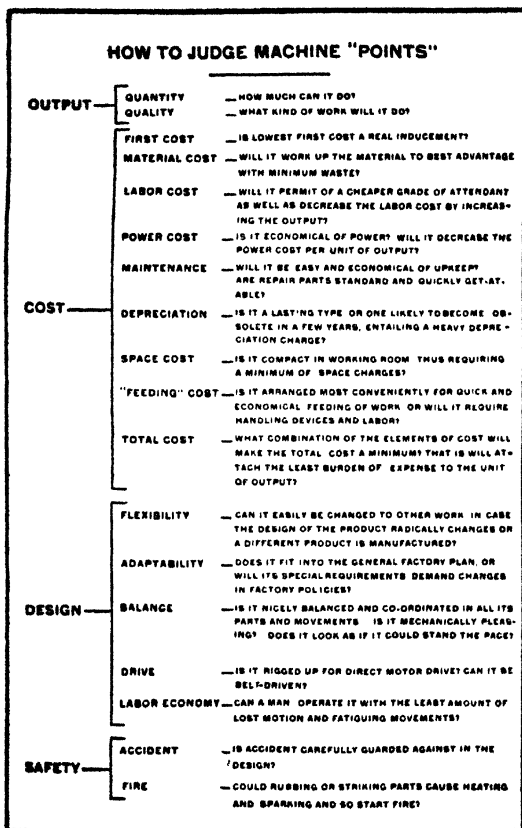 HOW TO JUDGE MACHINE "POINTS"
OUTPUT
QUANTITY — HOW MUCH CAN IT DO?
QUALITY — WHAT KIND OF WORK WILL IT DO?
COST
FIRST COST — IS LOWEST FIRST COST A REAL INDUCEMENT?
MATERIAL COST — WILL IT WORK UP THE MATERIAL TO BEST ADVANTAGE
WITH MINIMUM WASTE?
LABOR COST — WILL IT PERMIT OF A CHEAPER GRADE OF ATTENDANT
AS WELL AS DECREASE THE LABOR COST BY INCREAS-
ING THE OUTPUT?
POWER COST — IS IT ECONOMICAL OF POWER? WILL IT DECREASE THE
POWER COST PER UNIT OF OUTPUT?
MAINTENANCE — WILL IT BE EASY AND ECONOMICAL OF UPKEEP?
ARE REPAIR PARTS STANDARD AND QUICKLY GET-AT-
ABLE?
DEPRECIATION — IS IT A LASTING TYPE OR ONE LIKELY TO BECOME OB-
SOLETE IN A FEW YEARS, ENTAILING A HEAVY DEPRE-
CIATION CHARGE?
SPACE COST — IS IT COMPACT IN WORKING ROOM THUS REQUIRING
A MINIMUM OF SPACE CHARGES?
"FEEDING" COST — IS IT ARRANGED MOST CONVENIENTLY FOR QUICK AND
ECONOMICAL FEEDING OF WORK OR WILL IT REQUIRE
HANDLING DEVICES AND LABOR?
TOTAL COST — WHAT COMBINATION OF THE ELEMENTS OF COST WILL
MAKE THE TOTAL COST A MINIMUM? THAT IS WILL AT-
TACH THE LEAST BURDEN OF EXPENSE TO THE UNIT
OF OUTPUT?
DESIGN
FLEXIBILITY — CAN IT EASILY BE CHANGED TO OTHER WORK IN CASE
THE DESIGN OF THE PRODUCT RADICALLY CHANGES OR
A DIFFERENT PRODUCT IS MANUFACTURED?
ADAPTABILITY — DOES IT FIT INTO THE GENERAL FACTORY PLAN, OR
WILL ITS SPECIAL REQUIREMENTS DEMAND CHANGES
IN FACTORY POLICIES?
BALANCE — IS IT NICELY BALANCED AND CO-ORDINATED IN ALL ITS
PARTS AND MOVEMENTS IS IT MECHANICALLY PLEAS-
ING? DOES IT LOOK AS IF IT COULD STAND THE PACE?
DRIVE — IS IT RIGGED UP FOR DIRECT MOTOR DRIVE? CAN IT BE
BELT-DRIVEN?
LABOR ECONOMY — CAN A MAN OPERATE IT WITH THE LEAST AMOUNT OF
LOST MOTION AND FATIGUING MOVEMENTS?
SAFETY
ACCIDENT — IS ACCIDENT CAREFULLY GUARDED AGAINST IN THE
DESIGN?
FIRE — COULD RUBBING OR STRIKING PARTS CAUSE HEATING
AND SPARKING AND SO START FIRE?